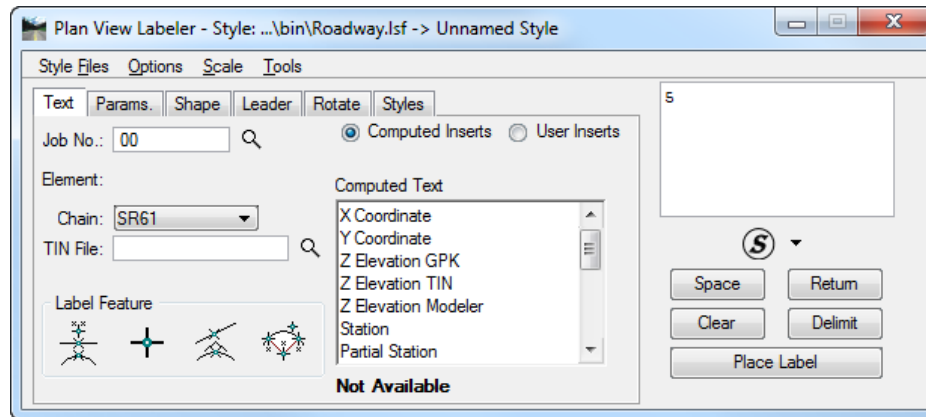 Plan View Labeler - Style: ...\bin\Roadway.lsf -> Unnamed Style
Style Files Options Scale Tools
Text Params. Shape Leader Rotate Styles
Job No.: 00
Computed Inserts User Inserts
Element:
Chain: SR61
TIN File:
Label Feature
Computed Text
X Coordinate
Y Coordinate
Z Elevation GPK
Z Elevation TIN
Z Elevation Modeler
Station
Partial Station
Not Available
5
S
Space Return
Clear Delimit
Place Label